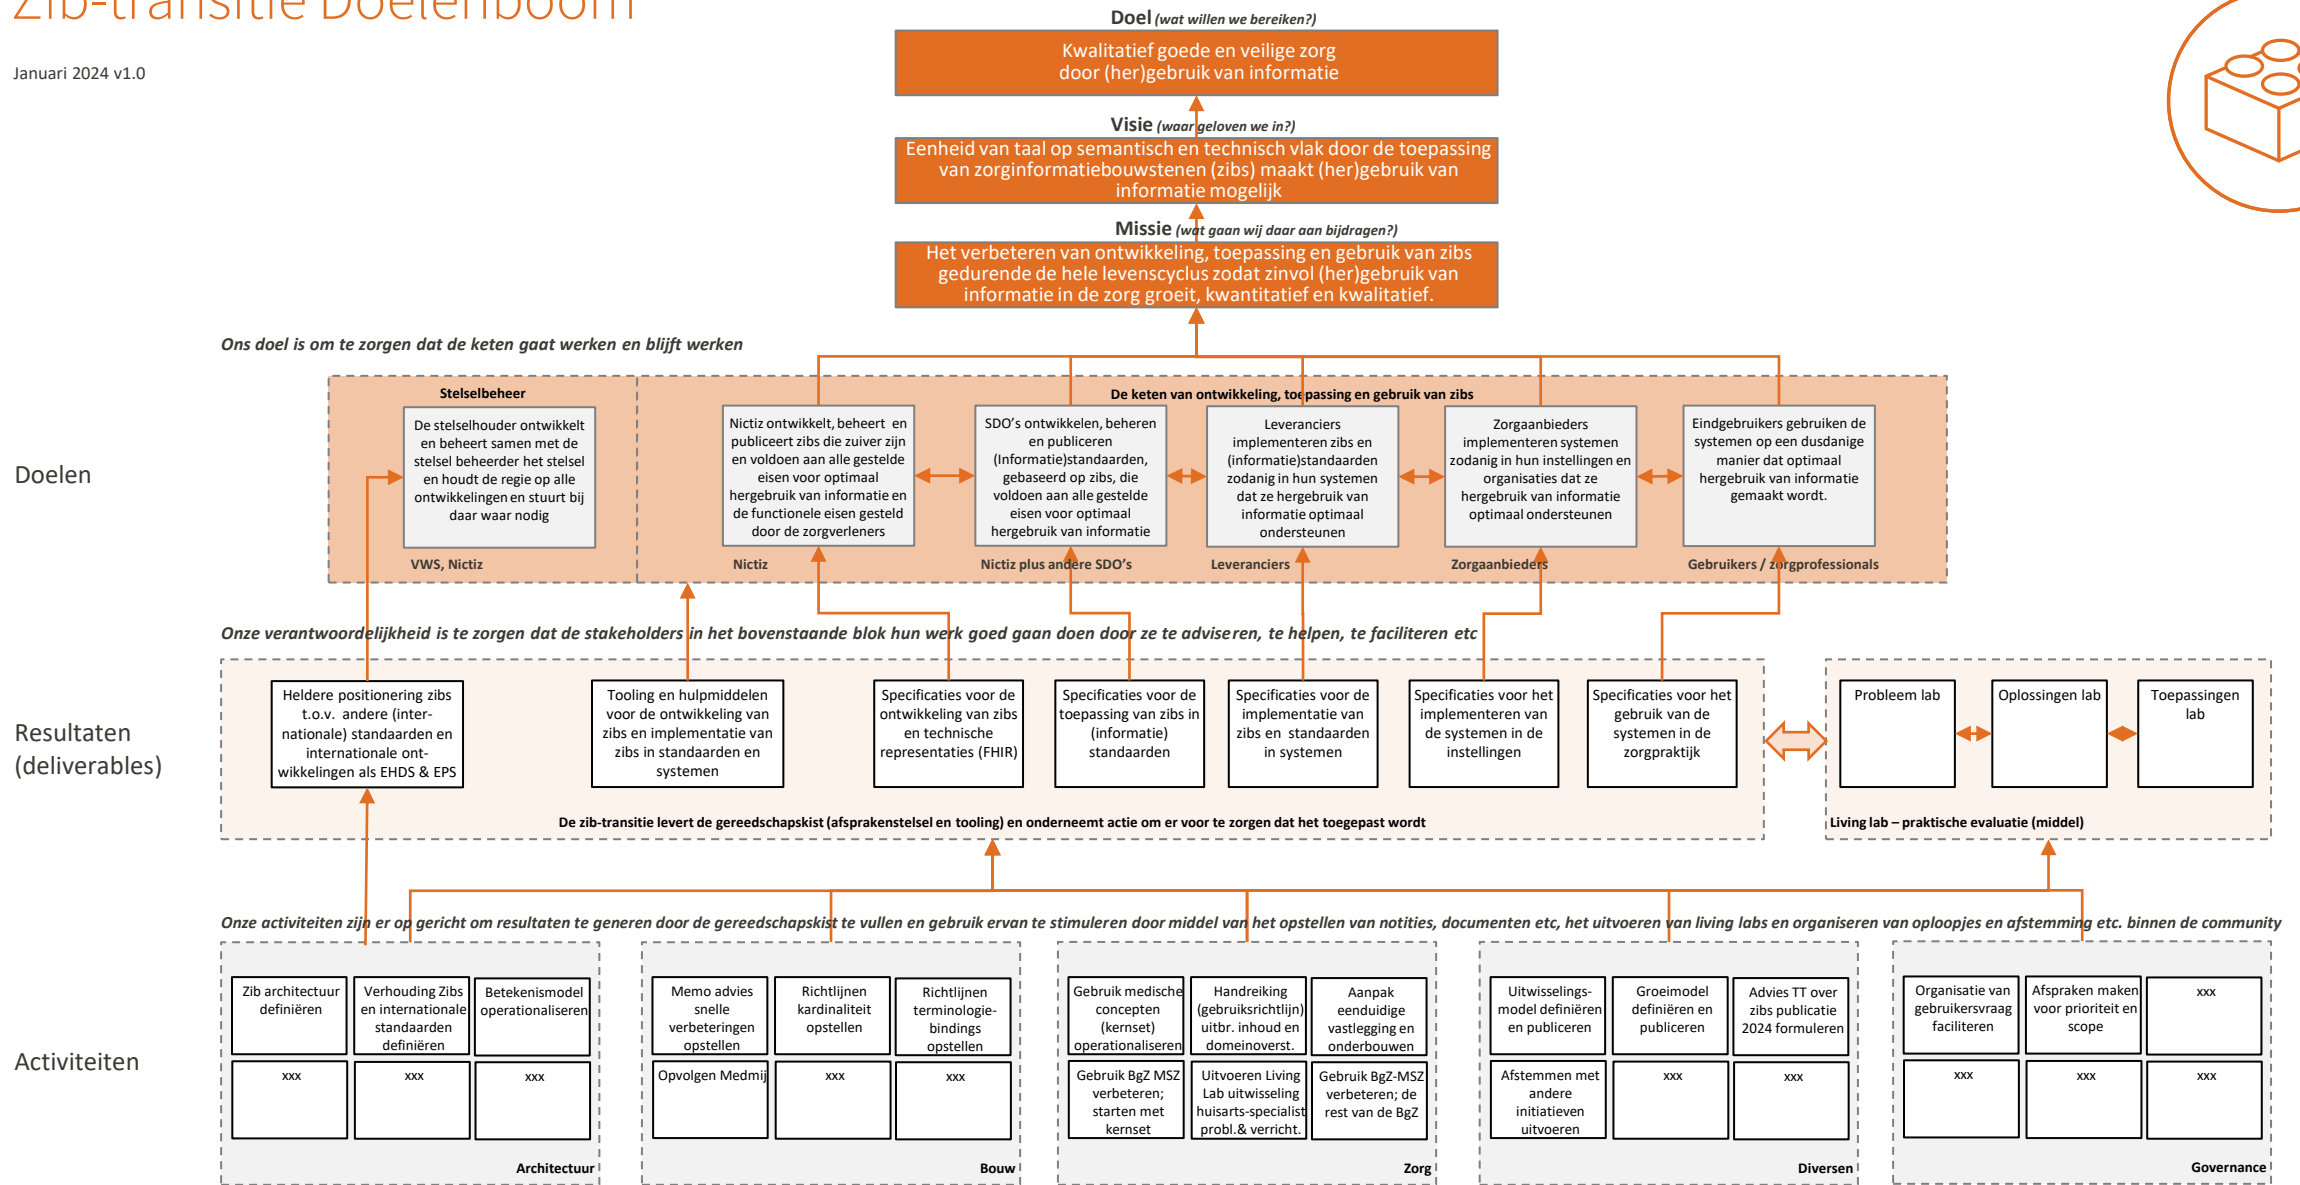 Zib-transitie Doelenboom
Januari 2024 v1.0
Doel (wat willen we bereiken?)
Kwalitatief goede en veilige zorg
door (her)gebruik van informatie
Visie (waar geloven we in?)
Eenheid van taal op semantisch en technisch vlak door de toepassing
van zorginformatiebouwstenen (zibs) maakt (her)gebruik van
informatie mogelijk
Missie (wat gaan wij daar aan bijdragen?)
Het verbeteren van ontwikkeling, toepassing en gebruik van zibs
gedurende de hele levenscyclus zodat zinvol (her)gebruik van
informatie in de zorg groeit, kwantitatief en kwalitatief.
Ons doel is om te zorgen dat de keten gaat werken en blijft werken
Doelen
Stelselbeheer
De stelselhouder ontwikkelt
en beheert samen met de
stelsel beheerder het stelsel
en houdt de regie op alle
ontwikkelingen en stuurt bij
daar waar nodig
VWS, Nictiz
De keten van ontwikkeling, toepassing en gebruik van zibs
Nictiz ontwikkelt, beheert en
publiceert zibs die zuiver zijn
en voldoen aan alle gestelde
eisen voor optimaal
hergebruik van informatie en
de functionele eisen gesteld
door de zorgverleners
Nictiz
SDO's ontwikkelen, beheren
en publiceren
(Informatie)standaarden,
gebaseerd op zibs, die
voldoen aan alle gestelde
eisen voor optimaal
hergebruik van informatie
Nictiz plus andere SDO's
Leveranciers
implementeren zibs en
(informatie)standaarden
zodanig in hun systemen
dat ze hergebruik van
informatie optimaal
ondersteunen
Leveranciers
Zorgaanbieders
implementeren systemen
zodanig in hun instellingen en
organisaties dat ze
hergebruik van informatie
optimaal ondersteunen
Zorgaanbieders
Eindgebruikers gebruiken de
systemen op een dusdanige
manier dat optimaal
hergebruik van informatie
gemaakt wordt.
Gebruikers / zorgprofessionals
Onze verantwoordelijkheid is te zorgen dat de stakeholders in het bovenstaande blok hun werk goed gaan doen door ze te adviseren, te helpen, te faciliteren etc
Resultaten
(deliverables)
Heldere positionering zibs
t.o.v. andere (inter-
nationale) standaarden en
internationale ont-
wikkelingen als EHDS & EPS
Tooling en hulpmiddelen
voor de ontwikkeling van
zibs en implementatie van
zibs in standaarden en
systemen
Specificaties voor de
ontwikkeling van zibs
en technische
representaties (FHIR)
Specificaties voor de
toepassing van zibs in
(informatie)
standaarden
Specificaties voor de
implementatie van
zibs en standaarden
in systemen
Specificaties voor het
implementeren van
de systemen in de
instellingen
Specificaties voor het
gebruik van de
systemen in de
zorgpraktijk
De zib-transitie levert de gereedschapskist (afsprakenstelsel en tooling) en onderneemt actie om er voor te zorgen dat het toegepast wordt
Probleem lab
Oplossingen lab
Toepassingen
lab
Living lab – praktische evaluatie (middel)
Onze activiteiten zijn er op gericht om resultaten te generen door de gereedschapskist te vullen en gebruik ervan te stimuleren door middel van het opstellen van notities, documenten etc, het uitvoeren van living labs en organiseren van oploopjes en afstemming etc. binnen de community
Activiteiten
Zib architectuur
definiëren
Verhouding Zibs
en internationale
standaarden
definiëren
Betekenismodel
operationaliseren
xxx
xxx
xxx
Architectuur
Memo advies
snelle
verbeteringen
opstellen
Richtlijnen
kardinaliteit
opstellen
Richtlijnen
terminologie-
bindings
opstellen
Opvolgen Medmij
xxx
xxx
Bouw
Gebruik medische
concepten
(kernset)
operationaliseren
Handreiking
(gebruiksrichtlijn)
uitbr. inhoud en
domeinoverst.
Aanpak
eenduidige
vastlegging en
onderbouwen
Gebruik BgZ MSZ
verbeteren;
starten met
kernset
Uitvoeren Living
Lab uitwisseling
huisarts-specialist
probl.& verricht.
Gebruik BgZ-MSZ
verbeteren; de
rest van de BgZ
Zorg
Uitwisselings-
model definiëren
en publiceren
Groeimodel
definiëren en
publiceren
Advies TT over
zibs publicatie
2024 formuleren
Afstemmen met
andere
initiatieven
uitvoeren
xxx
xxx
Diversen
Organisatie van
gebruikersvraag
faciliteren
Afspraken maken
voor prioriteit en
scope
xxx
xxx
xxx
xxx
Governance